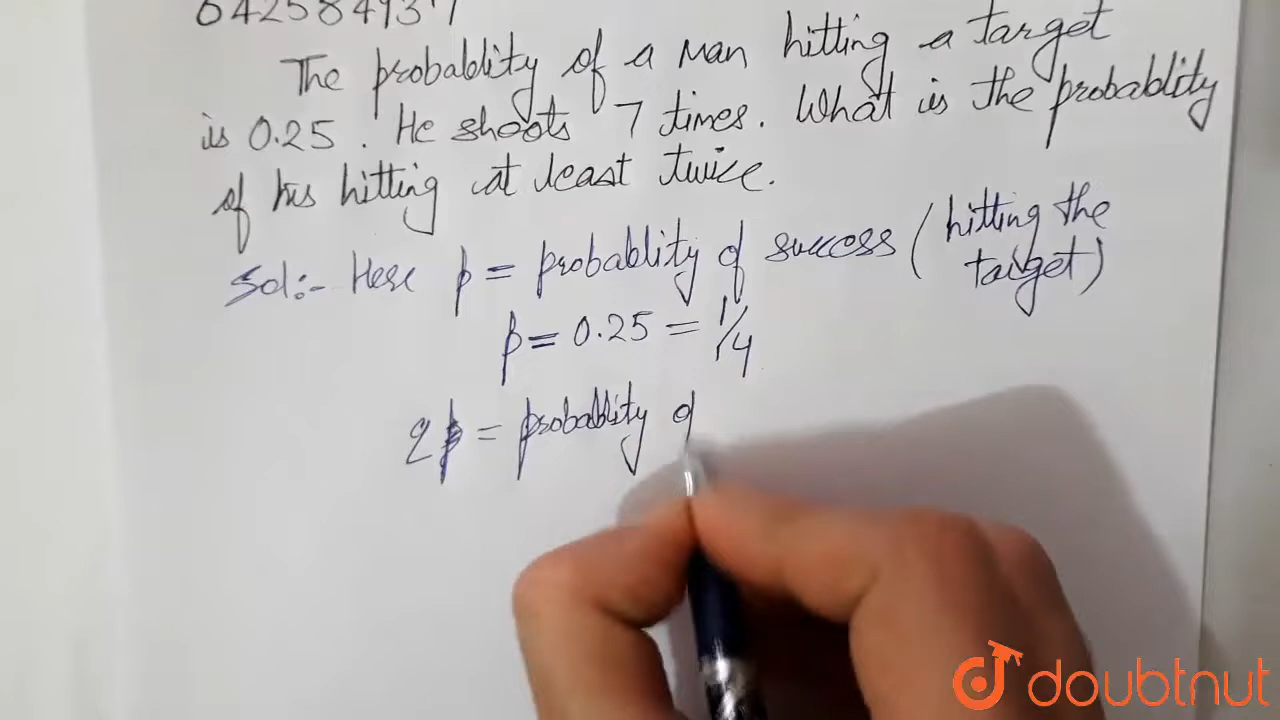 The probablity of a man hitting a target
is 0.25. He shoots 7 times. What is the probablity
of his hitting at least twice.
Sol:- Here p = probablity of success (hitting the
target)
p = 0.25 = 1/4
= probablity of
doubtnut